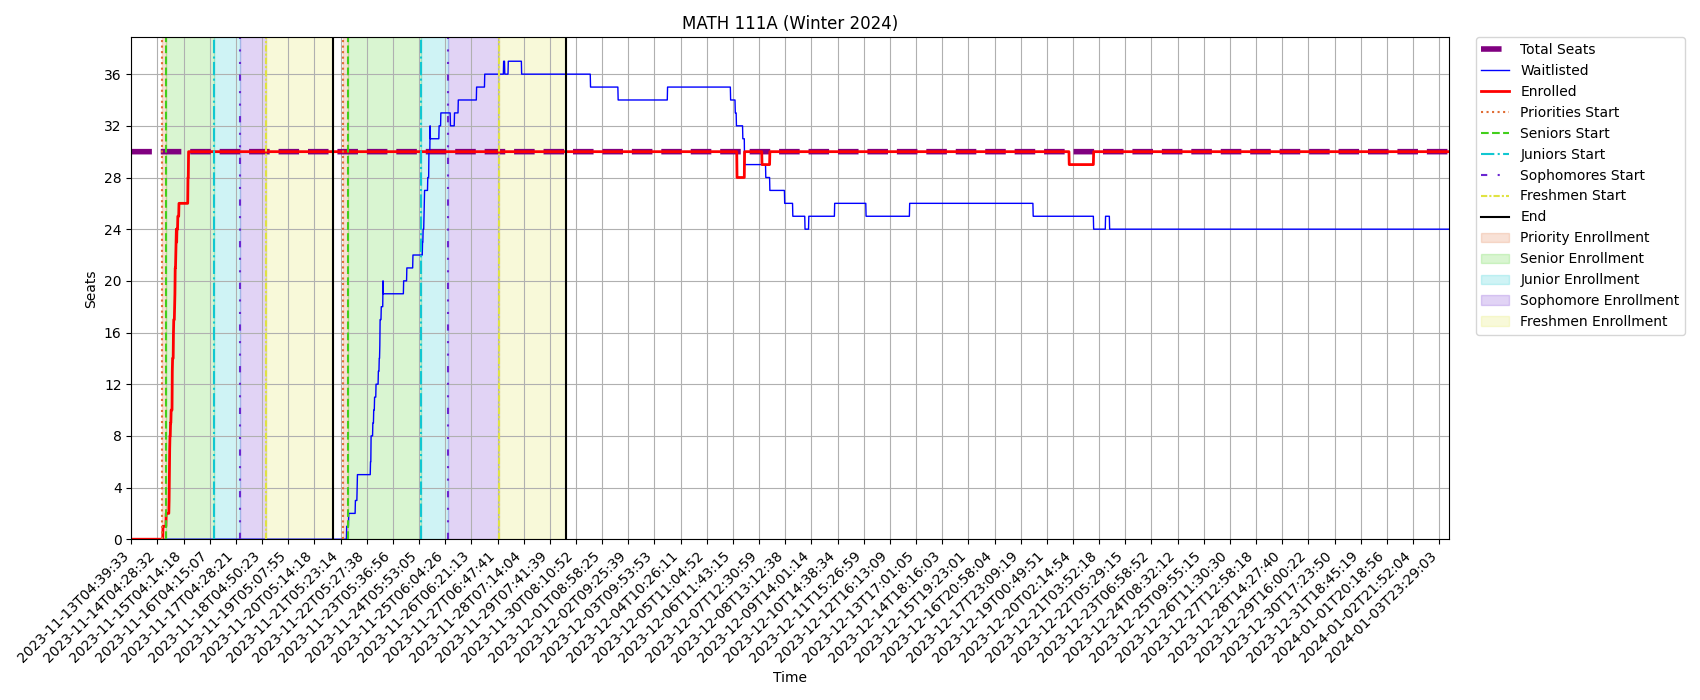 MATH 111A (Winter 2024)
36
32
28
24
20
16
12
8
4
0
Seats
2023-11-13T04:39:33
2023-11-14T04:28:32
2023-11-15T04:14:18
2023-11-16T04:15:07
2023-11-17T04:28:21
2023-11-18T04:50:23
2023-11-19T05:07:55
2023-11-20T05:14:18
2023-11-21T05:23:14
2023-11-22T05:27:38
2023-11-23T05:36:56
2023-11-24T05:53:05
2023-11-25T06:04:26
2023-11-26T06:21:13
2023-11-27T06:47:41
2023-11-28T07:14:04
2023-11-29T07:41:39
2023-11-30T08:10:52
2023-12-01T08:58:25
2023-12-02T09:25:39
2023-12-03T09:53:53
2023-12-04T10:26:11
2023-12-05T11:04:52
2023-12-06T11:43:15
2023-12-07T12:30:59
2023-12-08T13:12:38
2023-12-09T14:01:14
2023-12-10T14:38:34
2023-12-11T15:26:59
2023-12-12T16:13:09
2023-12-13T17:01:05
2023-12-14T18:16:03
2023-12-15T19:23:01
2023-12-16T20:58:04
2023-12-17T23:09:19
2023-12-19T00:49:51
2023-12-20T02:14:54
2023-12-21T03:52:18
2023-12-22T05:29:15
2023-12-23T06:58:52
2023-12-24T08:32:12
2023-12-25T09:55:15
2023-12-26T11:30:30
2023-12-27T12:58:18
2023-12-28T14:27:40
2023-12-29T16:00:22
2023-12-30T17:23:50
2023-12-31T18:45:19
2024-01-01T20:18:56
2024-01-02T21:52:04
2024-01-03T23:29:03
Time
Total Seats
Waitlisted
Enrolled
Priorities Start
Seniors Start
Juniors Start
Sophomores Start
Freshmen Start
End
Priority Enrollment
Senior Enrollment
Junior Enrollment
Sophomore Enrollment
Freshmen Enrollment